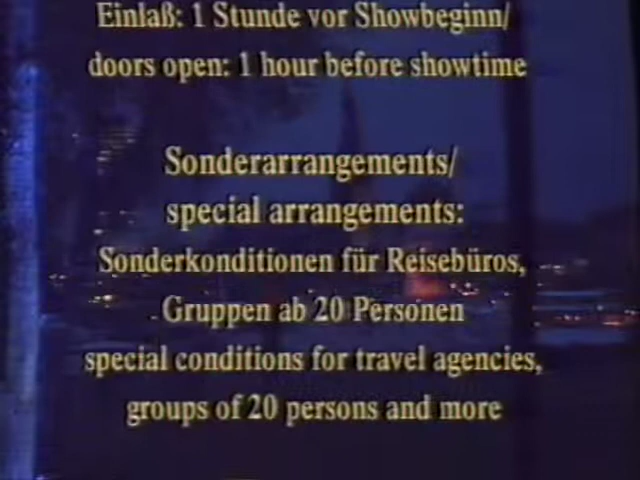 Einlaß: 1 Stunde vor Showbeginn/
doors open: 1 hour before showtime
Sonderarrangements/
special arrangements:
Sonderkonditionen für Reisebüros,
Gruppen ab 20 Personen
special conditions for travel agencies,
groups of 20 persons and more